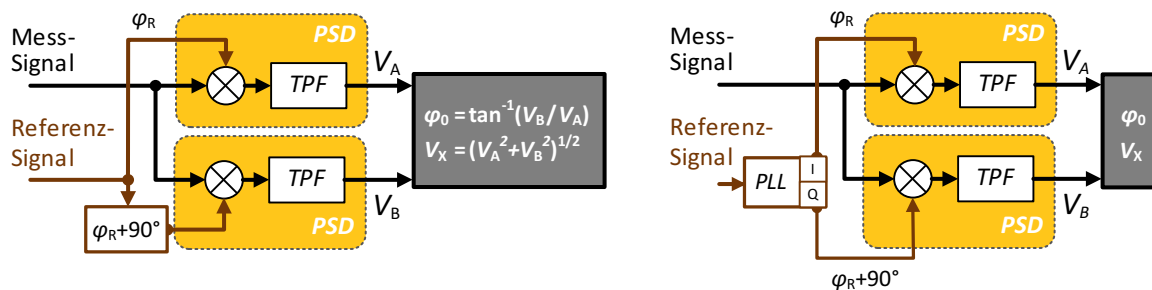 φR
PSD
Mess-
Signal
TPF
VA
Referenz-
Signal
φ0 = tan-1(VB/ VA)
VX = (VA2+VB2)1/2
TPF
VB
φR+90°
PSD
φR
PSD
Mess-
Signal
TPF
VA
Referenz-
Signal
φ0
VX
PLL
I
Q
TPF
VB
PSD
φR+90°